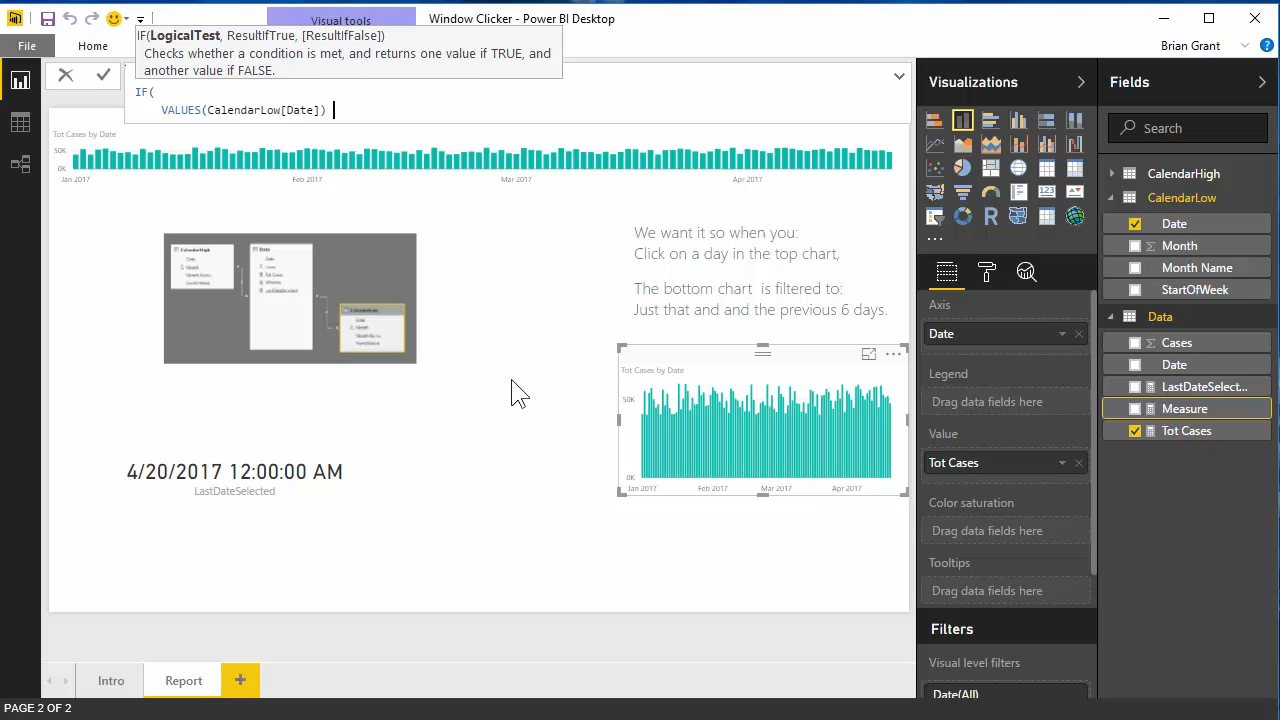 Visual tools
Window Clicker - Power BI Desktop
File
Home
Brian Grant
IF(LogicalTest, ResultIfTrue, [ResultIfFalse])
Checks whether a condition is met, and returns one value if TRUE, and
another value if FALSE.
IF(
VALUES(CalendarLow[Date])
Tot Cases by Date
50K
0K
Jan 2017
Feb 2017
Mar 2017
Apr 2017
CalendarHigh
Data
CalendarLow
We want it so when you:
Click on a day in the top chart,
The bottom chart is filtered to:
Just that and and the previous 6 days.
Tot Cases by Date
50K
0K
Jan 2017
Feb 2017
Mar 2017
Apr 2017
4/20/2017 12:00:00 AM
LastDateSelected
Intro
Report
PAGE 2 OF 2
Visualizations
R
123
Axis
Date
Legend
Drag data fields here
Value
Tot Cases
Color saturation
Drag data fields here
Tooltips
Drag data fields here
Filters
Visual level filters
Date(All)
Fields
Search
CalendarHigh
CalendarLow
Date
Month
Month Name
StartOfWeek
Data
Cases
Date
LastDateSelect...
Measure
Tot Cases